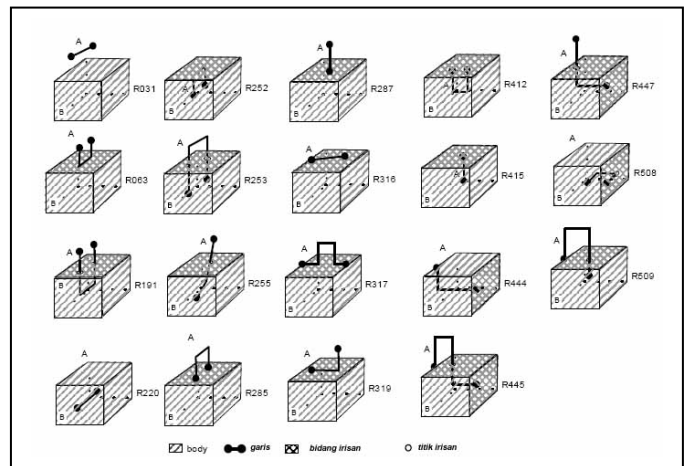 A B R031
A B R252
A B R287
A B R412
A B R447
A B R063
A B R253
A B R316
A B R415
A B R508
A B R191
A B R255
A B R317
A B R444
A B R509
A B R220
A B R285
A B R319
A B R445
body garis bidang irisan titik irisan